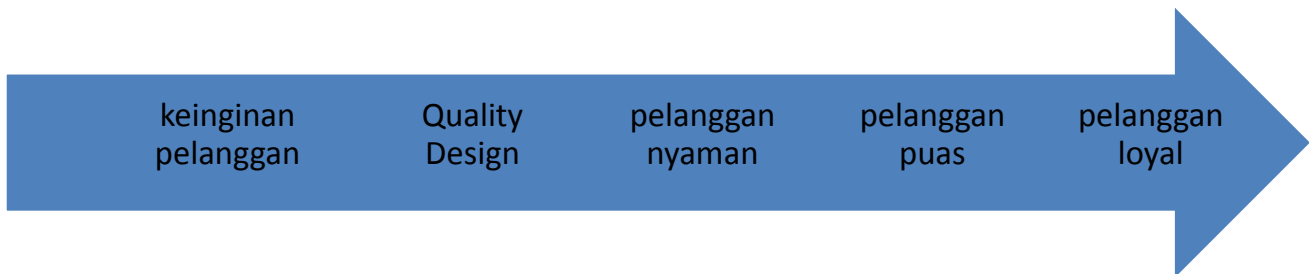 keinginan
pelanggan
Quality
Design
pelanggan
nyaman
pelanggan
puas
pelanggan
loyal